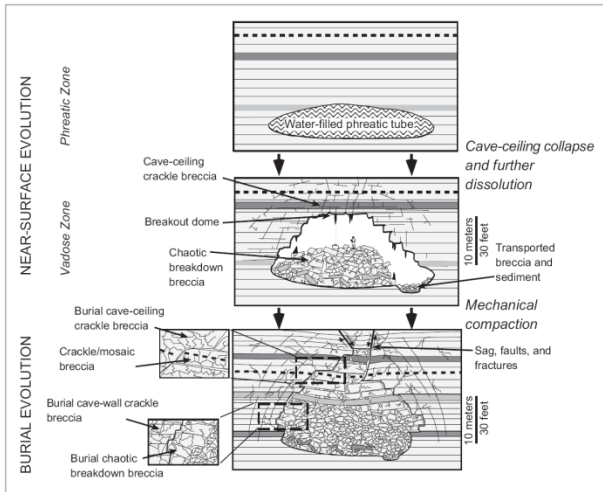 NEAR-SURFACE EVOLUTION
Phreatic Zone
Water-filled phreatic tube
Cave-ceiling collapse
and further
dissolution
Vadose Zone
Cave-ceiling
crackle breccia
Breakout dome
Chaotic
breakdown
breccia
10 meters
30 feet
Transported
breccia and
sediment
Mechanical
compaction
BURIAL EVOLUTION
Burial cave-ceiling
crackle breccia
Crackle/mosaic
breccia
Sag, faults, and
fractures
Burial cave-wall crackle
breccia
10 meters
30 feet
Burial chaotic
breakdown breccia